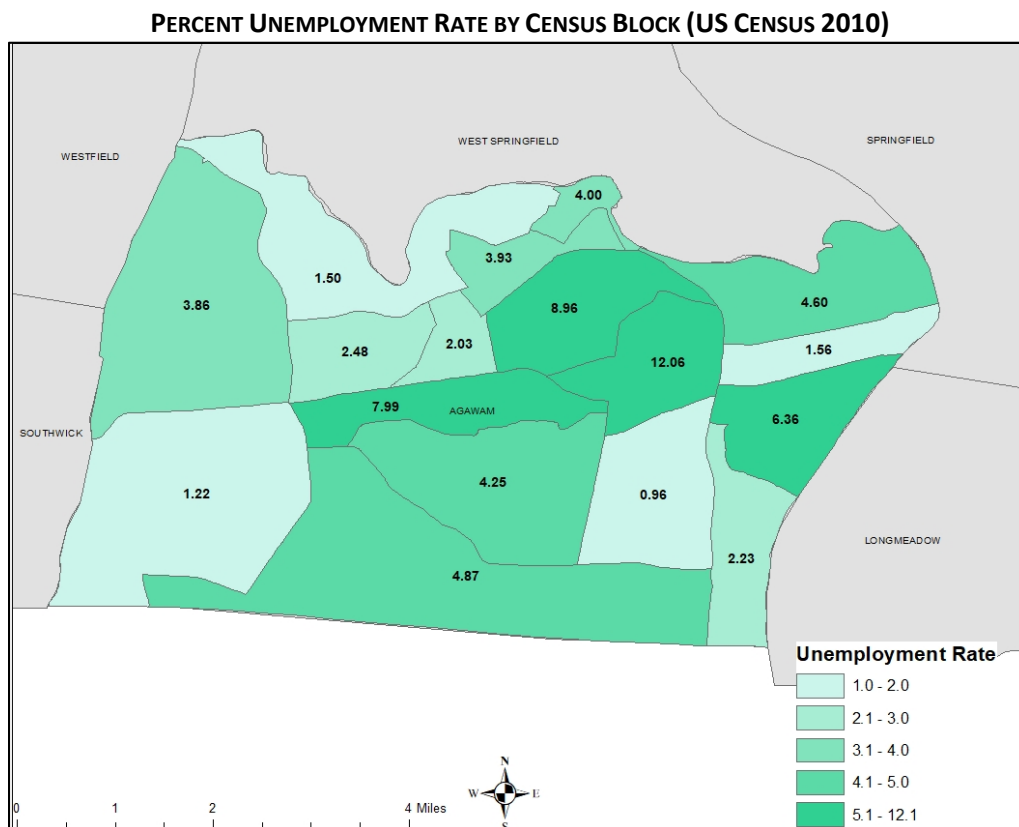 PERCENT UNEMPLOYMENT RATE BY CENSUS BLOCK (US CENSUS 2010)
WESTFIELD
WEST SPRINGFIELD
SPRINGFIELD
4.00
3.93
1.50
3.86
8.96
4.60
2.48
2.03
1.56
12.06
7.99
AGAWAM
6.36
SOUTHWICK
4.25
1.22
0.96
LONGMEADOW
2.23
4.87
Unemployment Rate
1.0 - 2.0
2.1 - 3.0
3.1 - 4.0
4.1 - 5.0
5.1 - 12.1
N
W E
S
0 1 2 4 Miles